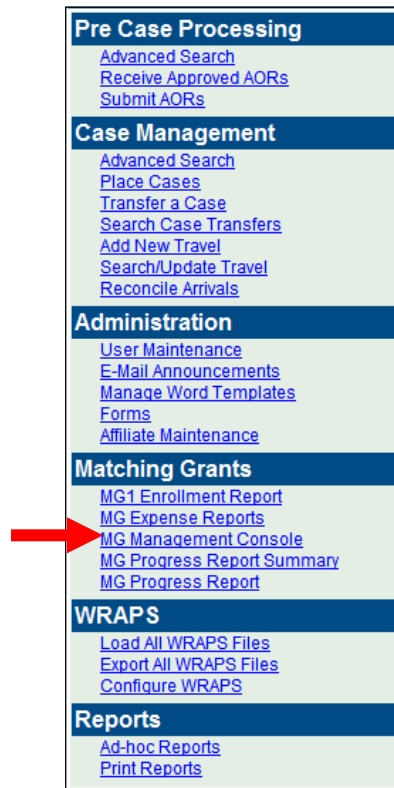 Pre Case Processing
Advanced Search
Receive Approved AORs
Submit AORs
Case Management
Advanced Search
Place Cases
Transfer a Case
Search Case Transfers
Add New Travel
Search/Update Travel
Reconcile Arrivals
Administration
User Maintenance
E-Mail Announcements
Manage Word Templates
Forms
Affiliate Maintenance
Matching Grants
MG1 Enrollment Report
MG Expense Reports
MG Management Console
MG Progress Report Summary
MG Progress Report
WRAPS
Load All WRAPS Files
Export All WRAPS Files
Configure WRAPS
Reports
Ad-hoc Reports
Print Reports